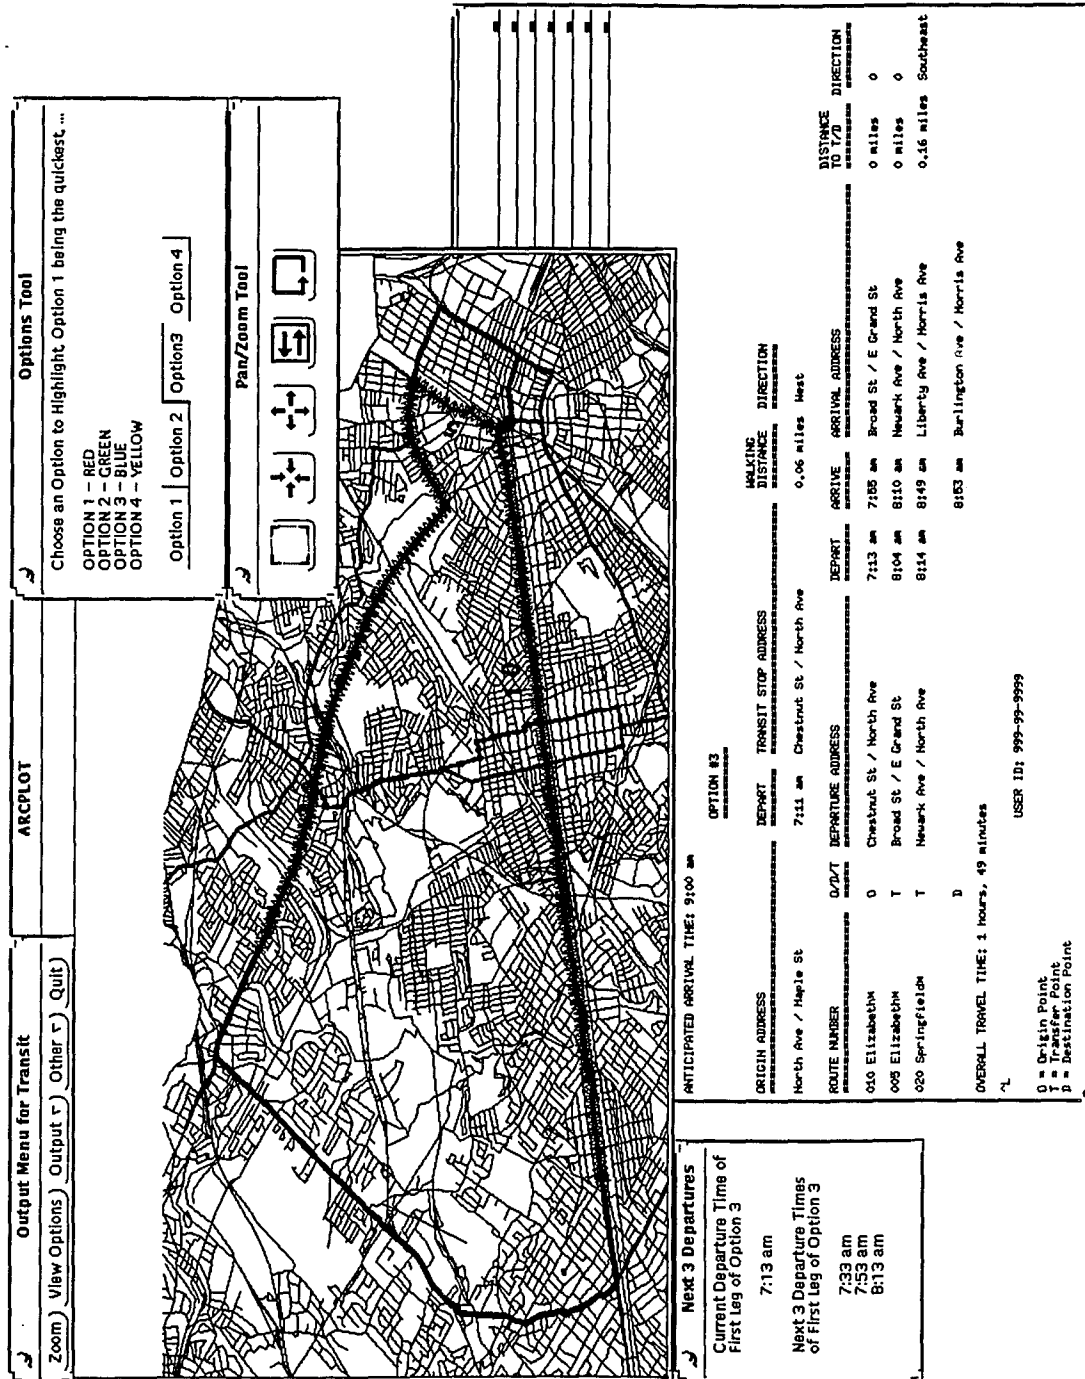 Output Menu for Transit
Zoom) View Options) Output ▿) Other ▿) Quit)
ARCPLOT
Options Tool
Choose an Option to Highlight, Option 1 being the quickest, ...
OPTION 1 – RED
OPTION 2 – GREEN
OPTION 3 – BLUE
OPTION 4 – YELLOW
Option 1 Option 2 Option3 Option 4
Pan/Zoom Tool
Next 3 Departures
Current Departure Time of
First Leg of Option 3
7:13 am
Next 3 Departure Times
of First Leg of Option 3
7:33 am
7:53 am
8:13 am
ANTICIPATED ARRIVAL TIME: 9:00 am
OPTION #3
ORIGIN ADDRESS DEPART TRANSIT STOP ADDRESS WALKING DISTANCE DIRECTION
North Ave / Maple St 7:11 am Chestnut St / North Ave 0.06 miles West
ROUTE NUMBER O/D/T DEPARTURE ADDRESS DEPART ARRIVE ARRIVAL ADDRESS DISTANCE TO T/D DIRECTION
010 ElizabethM O Chestnut St / North Ave 7:13 am 7:55 am Broad St / E Grand St 0 miles 0
005 ElizabethM T Broad St / E Grand St 8:04 am 8:10 am Newark Ave / North Ave 0 miles 0
020 SpringfieldM T Newark Ave / North Ave 8:14 am 8:49 am Liberty Ave / Morris Ave 0.16 miles Southeast
D 8:53 am Burlington Ave / Morris Ave
OVERALL TRAVEL TIME: 1 hours, 49 minutes
^L
USER ID: 999-99-9999
O = Origin Point
T = Transfer Point
D = Destination Point